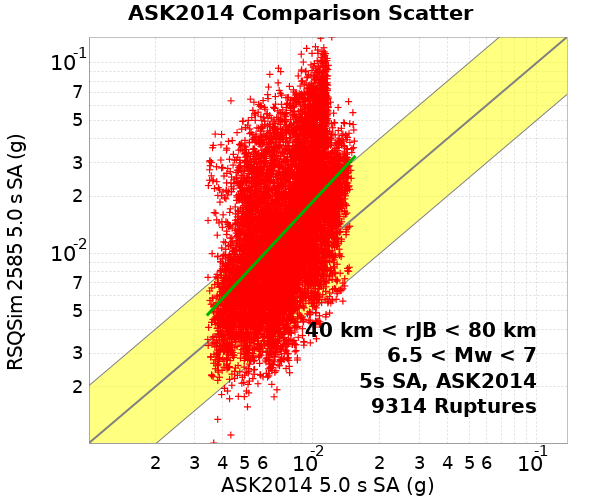 ASK2014 Comparison Scatter
RSQSim 2585 5.0 s SA (g)
10^-1
7
5
3
2
10^-2
7
5
3
2
40 km < rJB < 80 km
6.5 < Mw < 7
5s SA, ASK2014
9314 Ruptures
2 3 4 5 6 10^-2 2 3 4 5 6 10^-1
ASK2014 5.0 s SA (g)